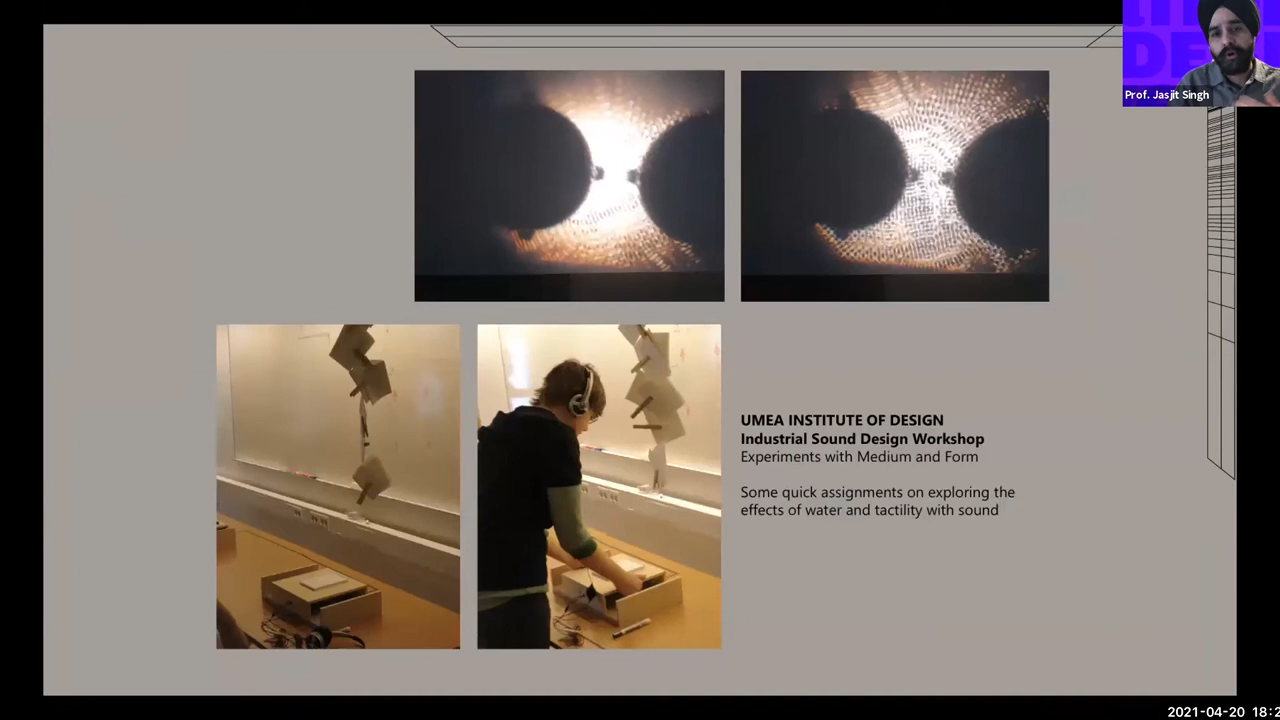 Prof. Jasjit Singh
UMEA INSTITUTE OF DESIGN
Industrial Sound Design Workshop
Experiments with Medium and Form
Some quick assignments on exploring the
effects of water and tactility with sound
2021-04-20 18:2